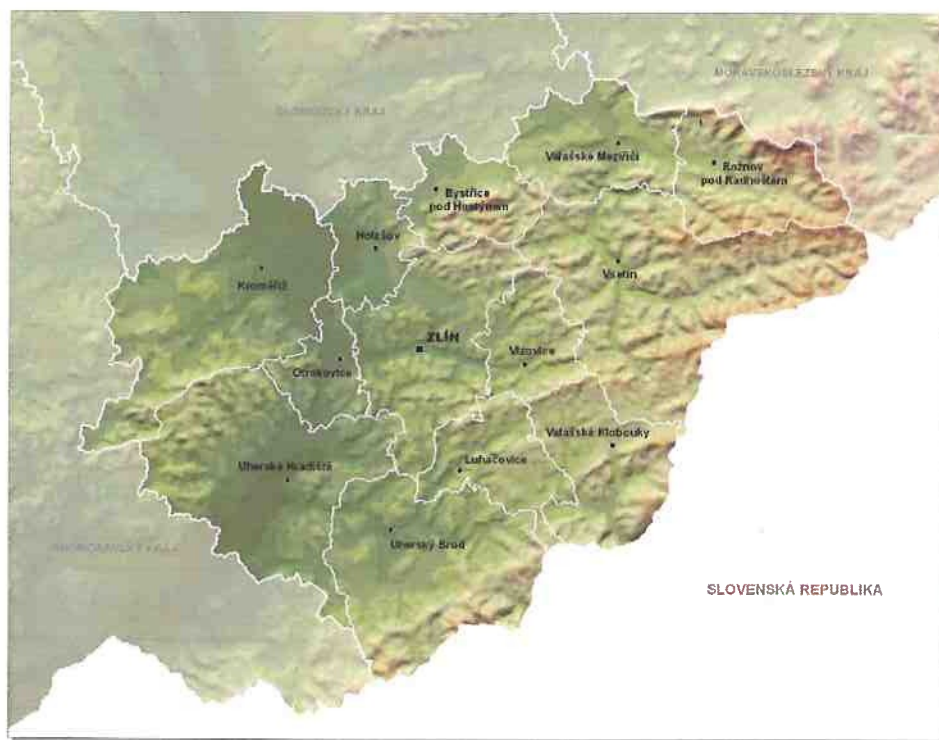 MORAVSKOSLEZSKÝ KRAJ
OLOMOUCKÝ KRAJ
Valašské Meziříčí
Rožnov
pod Radhoštěm
Bystřice
pod Hostýnem
Holešov
Vsetín
Kroměříž
ZLÍN
Vizovice
Otrokovice
Valašské Klobouky
Luhačovice
Uherské Hradiště
Uherský Brod
JIHOMORAVSKÝ KRAJ
SLOVENSKÁ REPUBLIKA